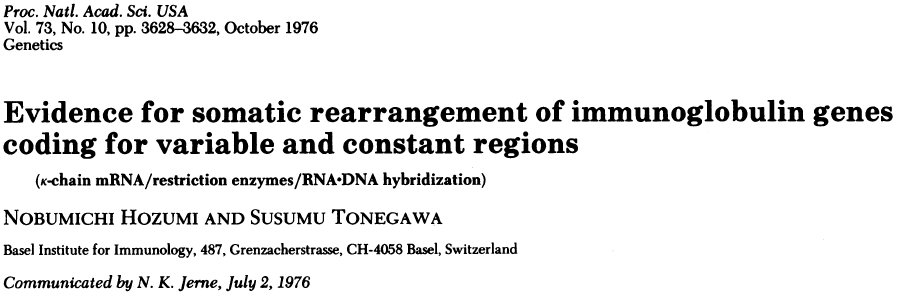 Proc. Natl. Acad. Sci. USA
Vol. 73, No. 10, pp. 3628–3632, October 1976
Genetics
Evidence for somatic rearrangement of immunoglobulin genes
coding for variable and constant regions
(κ-chain mRNA/restriction enzymes/RNA•DNA hybridization)
NOBUMICHI HOZUMI AND SUSUMU TONEGAWA
Basel Institute for Immunology, 487, Grenzacherstrasse, CH-4058 Basel, Switzerland
Communicated by N. K. Jerne, July 2, 1976